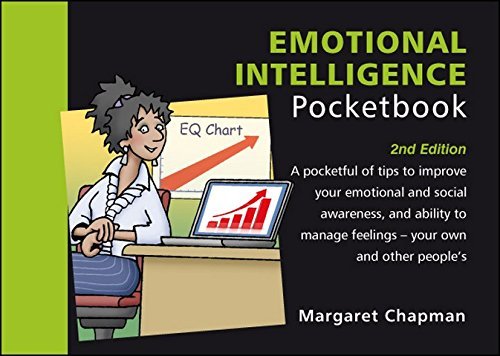 EMOTIONAL
INTELLIGENCE
Pocketbook
2nd Edition
A pocketful of tips to improve
your emotional and social
awareness, and ability to
manage feelings – your own
and other people's
Margaret Chapman
EQ Chart